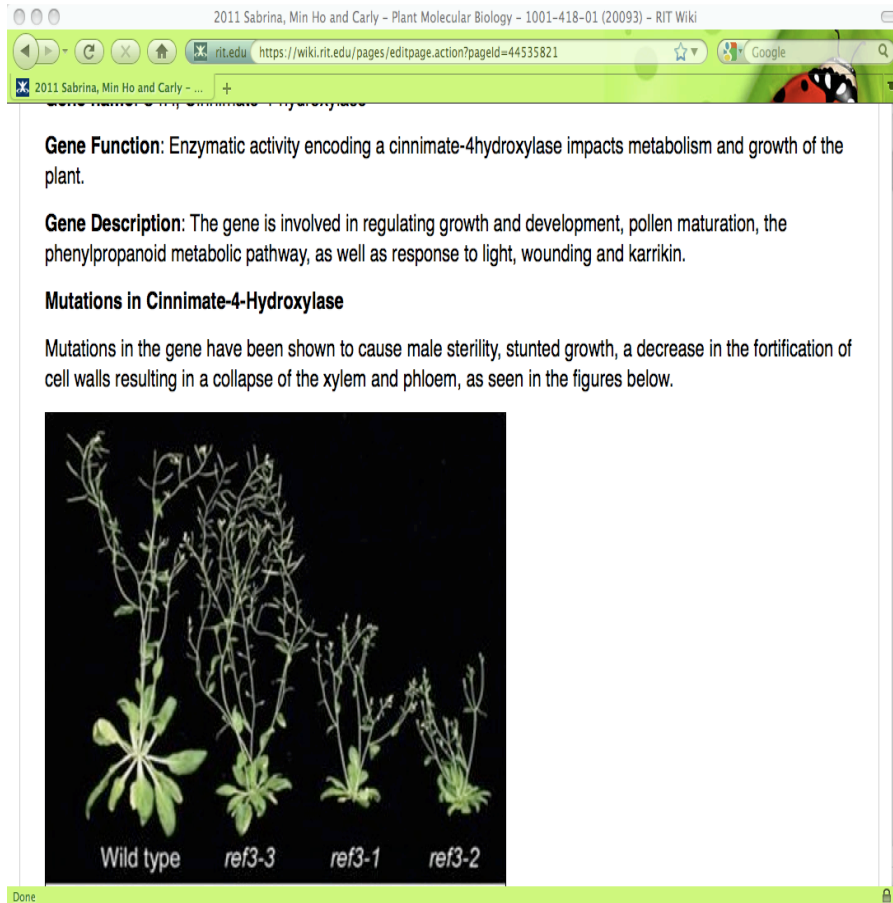 2011 Sabrina, Min Ho and Carly – Plant Molecular Biology – 1001-418-01 (20093) – RIT Wiki
rit.edu https://wiki.rit.edu/pages/editpage.action?pageId=44535821 Google
2011 Sabrina, Min Ho and Carly – ...
Gene Function: Enzymatic activity encoding a cinnimate-4hydroxylase impacts metabolism and growth of the
plant.
Gene Description: The gene is involved in regulating growth and development, pollen maturation, the
phenylpropanoid metabolic pathway, as well as response to light, wounding and karrikin.
Mutations in Cinnimate-4-Hydroxylase
Mutations in the gene have been shown to cause male sterility, stunted growth, a decrease in the fortification of
cell walls resulting in a collapse of the xylem and phloem, as seen in the figures below.
Wild type ref3-3 ref3-1 ref3-2
Done